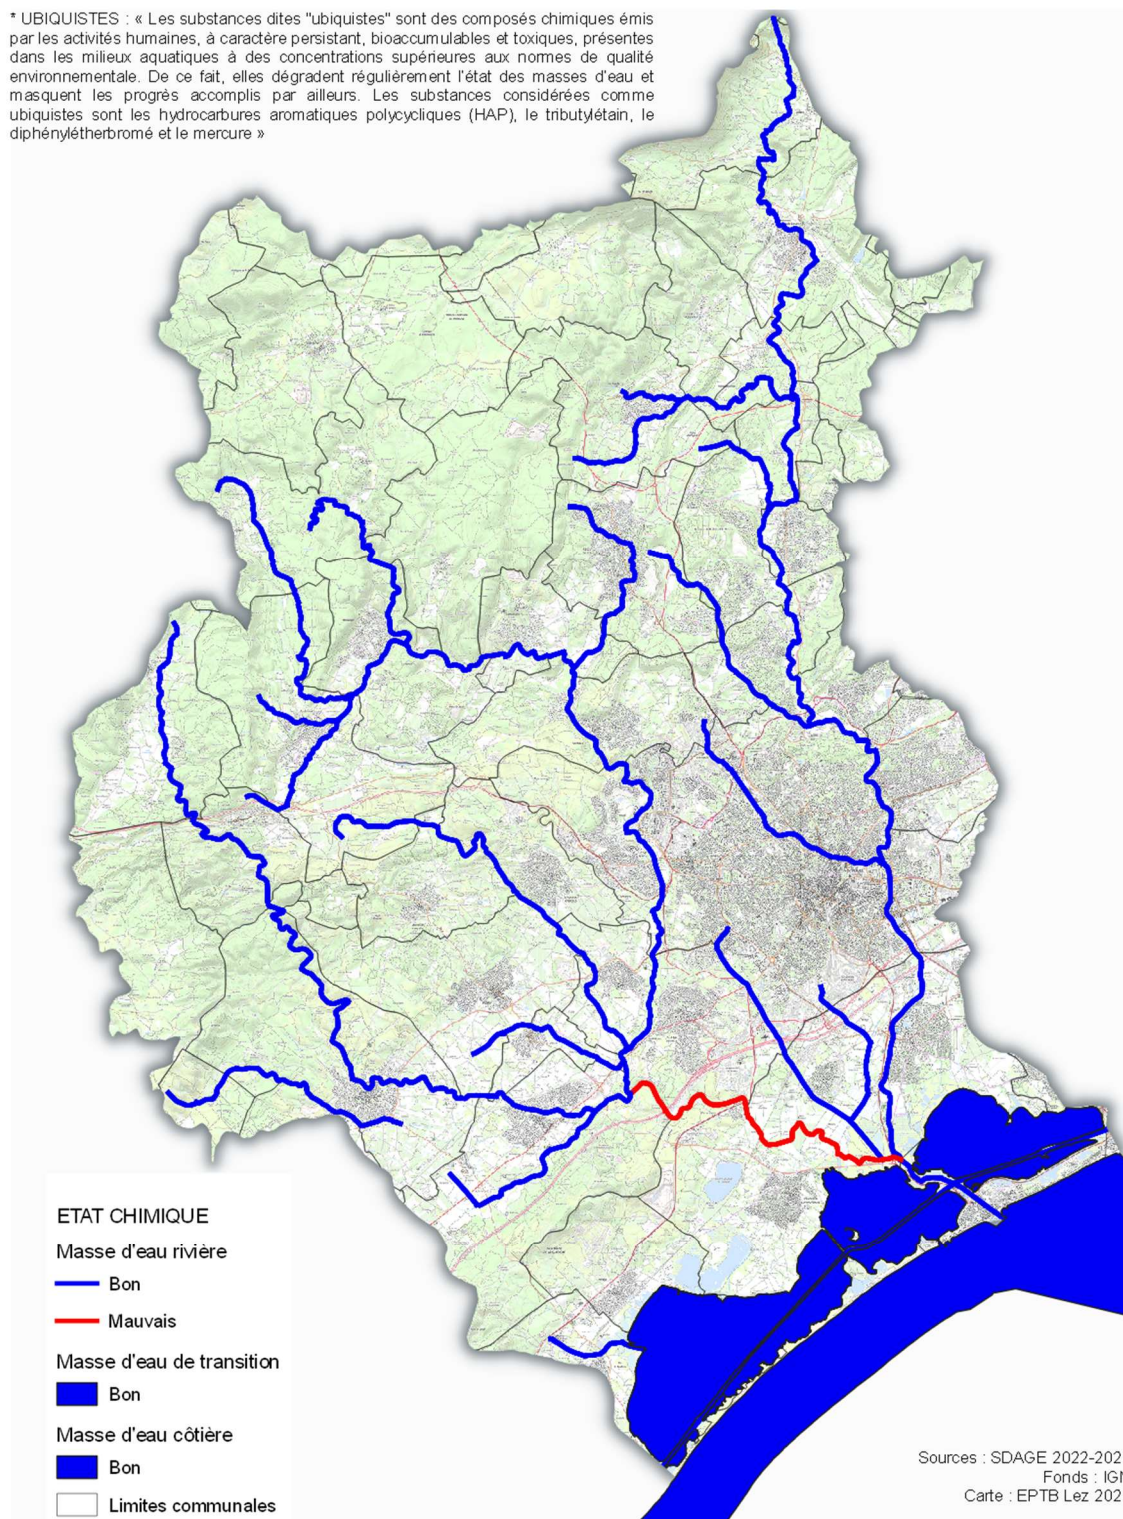 * UBIQUISTES : « Les substances dites "ubiquistes" sont des composés chimiques émis
par les activités humaines, à caractère persistant, bioaccumulables et toxiques, présentes
dans les milieux aquatiques à des concentrations supérieures aux normes de qualité
environnementale. De ce fait, elles dégradent régulièrement l'état des masses d'eau et
masquent les progrès accomplis par ailleurs. Les substances considérées comme
ubiquistes sont les hydrocarbures aromatiques polycycliques (HAP), le tributylétain, le
diphénylétherbromé et le mercure »
ETAT CHIMIQUE
Masse d'eau rivière
Bon
Mauvais
Masse d'eau de transition
Bon
Masse d'eau côtière
Bon
Limites communales
Sources : SDAGE 2022-202
Fonds : IGN
Carte : EPTB Lez 202